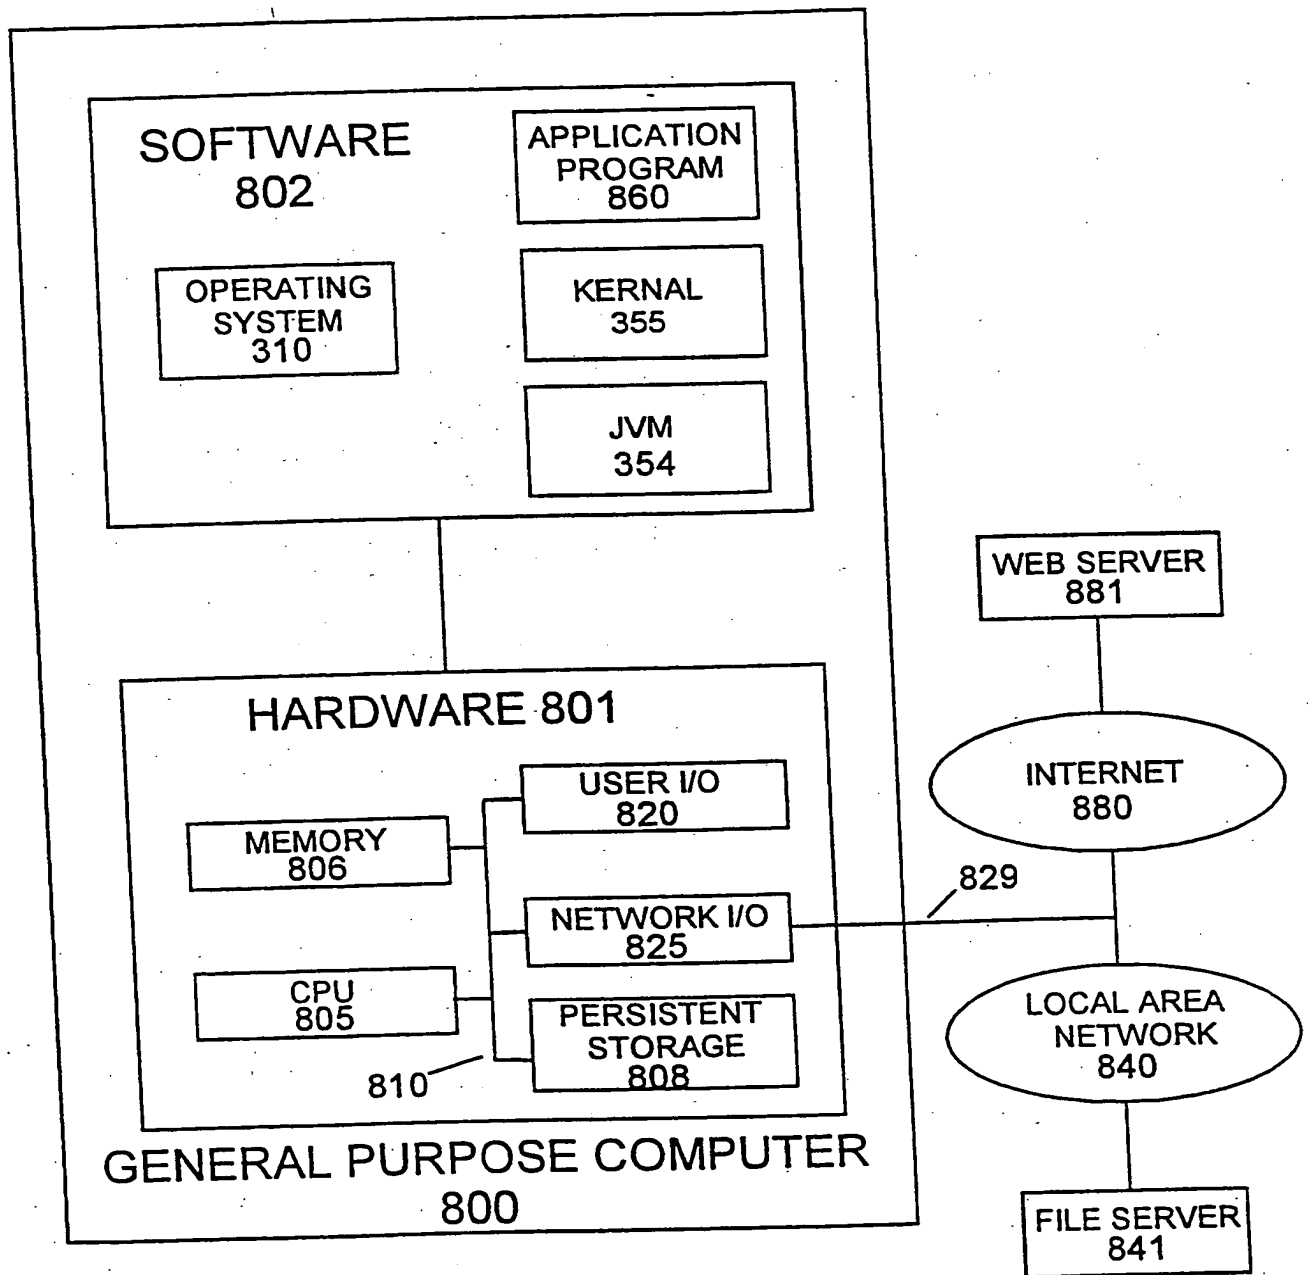 SOFTWARE
802
APPLICATION
PROGRAM
860
OPERATING
SYSTEM
310
KERNAL
355
JVM
354
WEB SERVER
881
HARDWARE 801
USER I/O
820
MEMORY
806
INTERNET
880
829
NETWORK I/O
825
CPU
805
PERSISTENT
STORAGE
808
810
LOCAL AREA
NETWORK
840
GENERAL PURPOSE COMPUTER
800
FILE SERVER
841